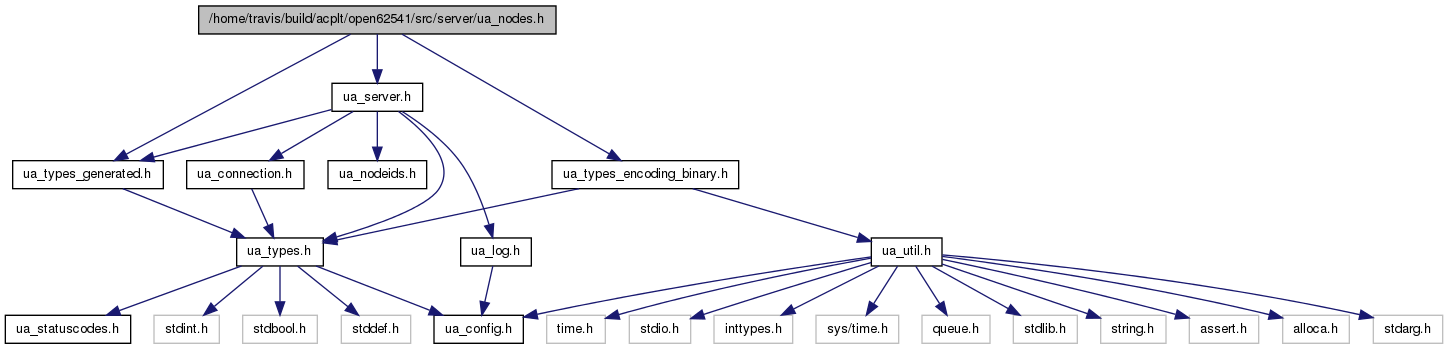 /home/travis/build/acplt/open62541/src/server/ua_nodes.h
ua_server.h
ua_types_generated.h
ua_connection.h
ua_nodeids.h
ua_types_encoding_binary.h
ua_types.h
ua_log.h
ua_util.h
ua_statuscodes.h
stdint.h
stdbool.h
stddef.h
ua_config.h
time.h
stdio.h
inttypes.h
sys/time.h
queue.h
stdlib.h
string.h
assert.h
alloca.h
stdarg.h